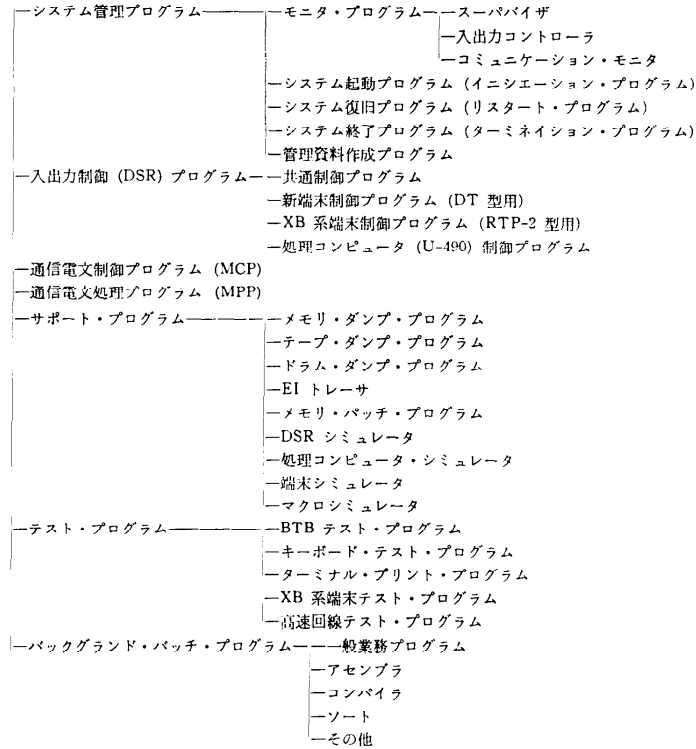 システム管理プログラム モニタ・プログラム スーパバイザ
入出力コントローラ
コミュニケーション・モニタ
システム起動プログラム (イニシエーション・プログラム)
システム復旧プログラム (リスタート・プログラム)
システム終了プログラム (ターミネイション・プログラム)
管理資料作成プログラム
入出力制御 (DSR) プログラム 共通制御プログラム
新端末制御プログラム (DT 型用)
XB 系端末制御プログラム (RTP-2 型用)
処理コンピュータ (U-490) 制御プログラム
通信電文制御プログラム (MCP)
通信電文処理プログラム (MPP)
サポート・プログラム メモリ・ダンプ・プログラム
テープ・ダンプ・プログラム
ドラム・ダンプ・プログラム
EI トレーサ
メモリ・パッチ・プログラム
DSR シミュレータ
処理コンピュータ・シミュレータ
端末シミュレータ
マクロシミュレータ
テスト・プログラム BTB テスト・プログラム
キーボード・テスト・プログラム
ターミナル・プリント・プログラム
XB 系端末テスト・プログラム
高速回線テスト・プログラム
バックグランド・バッチ・プログラム 一般業務プログラム
アセンブラ
コンパイラ
ソート
その他